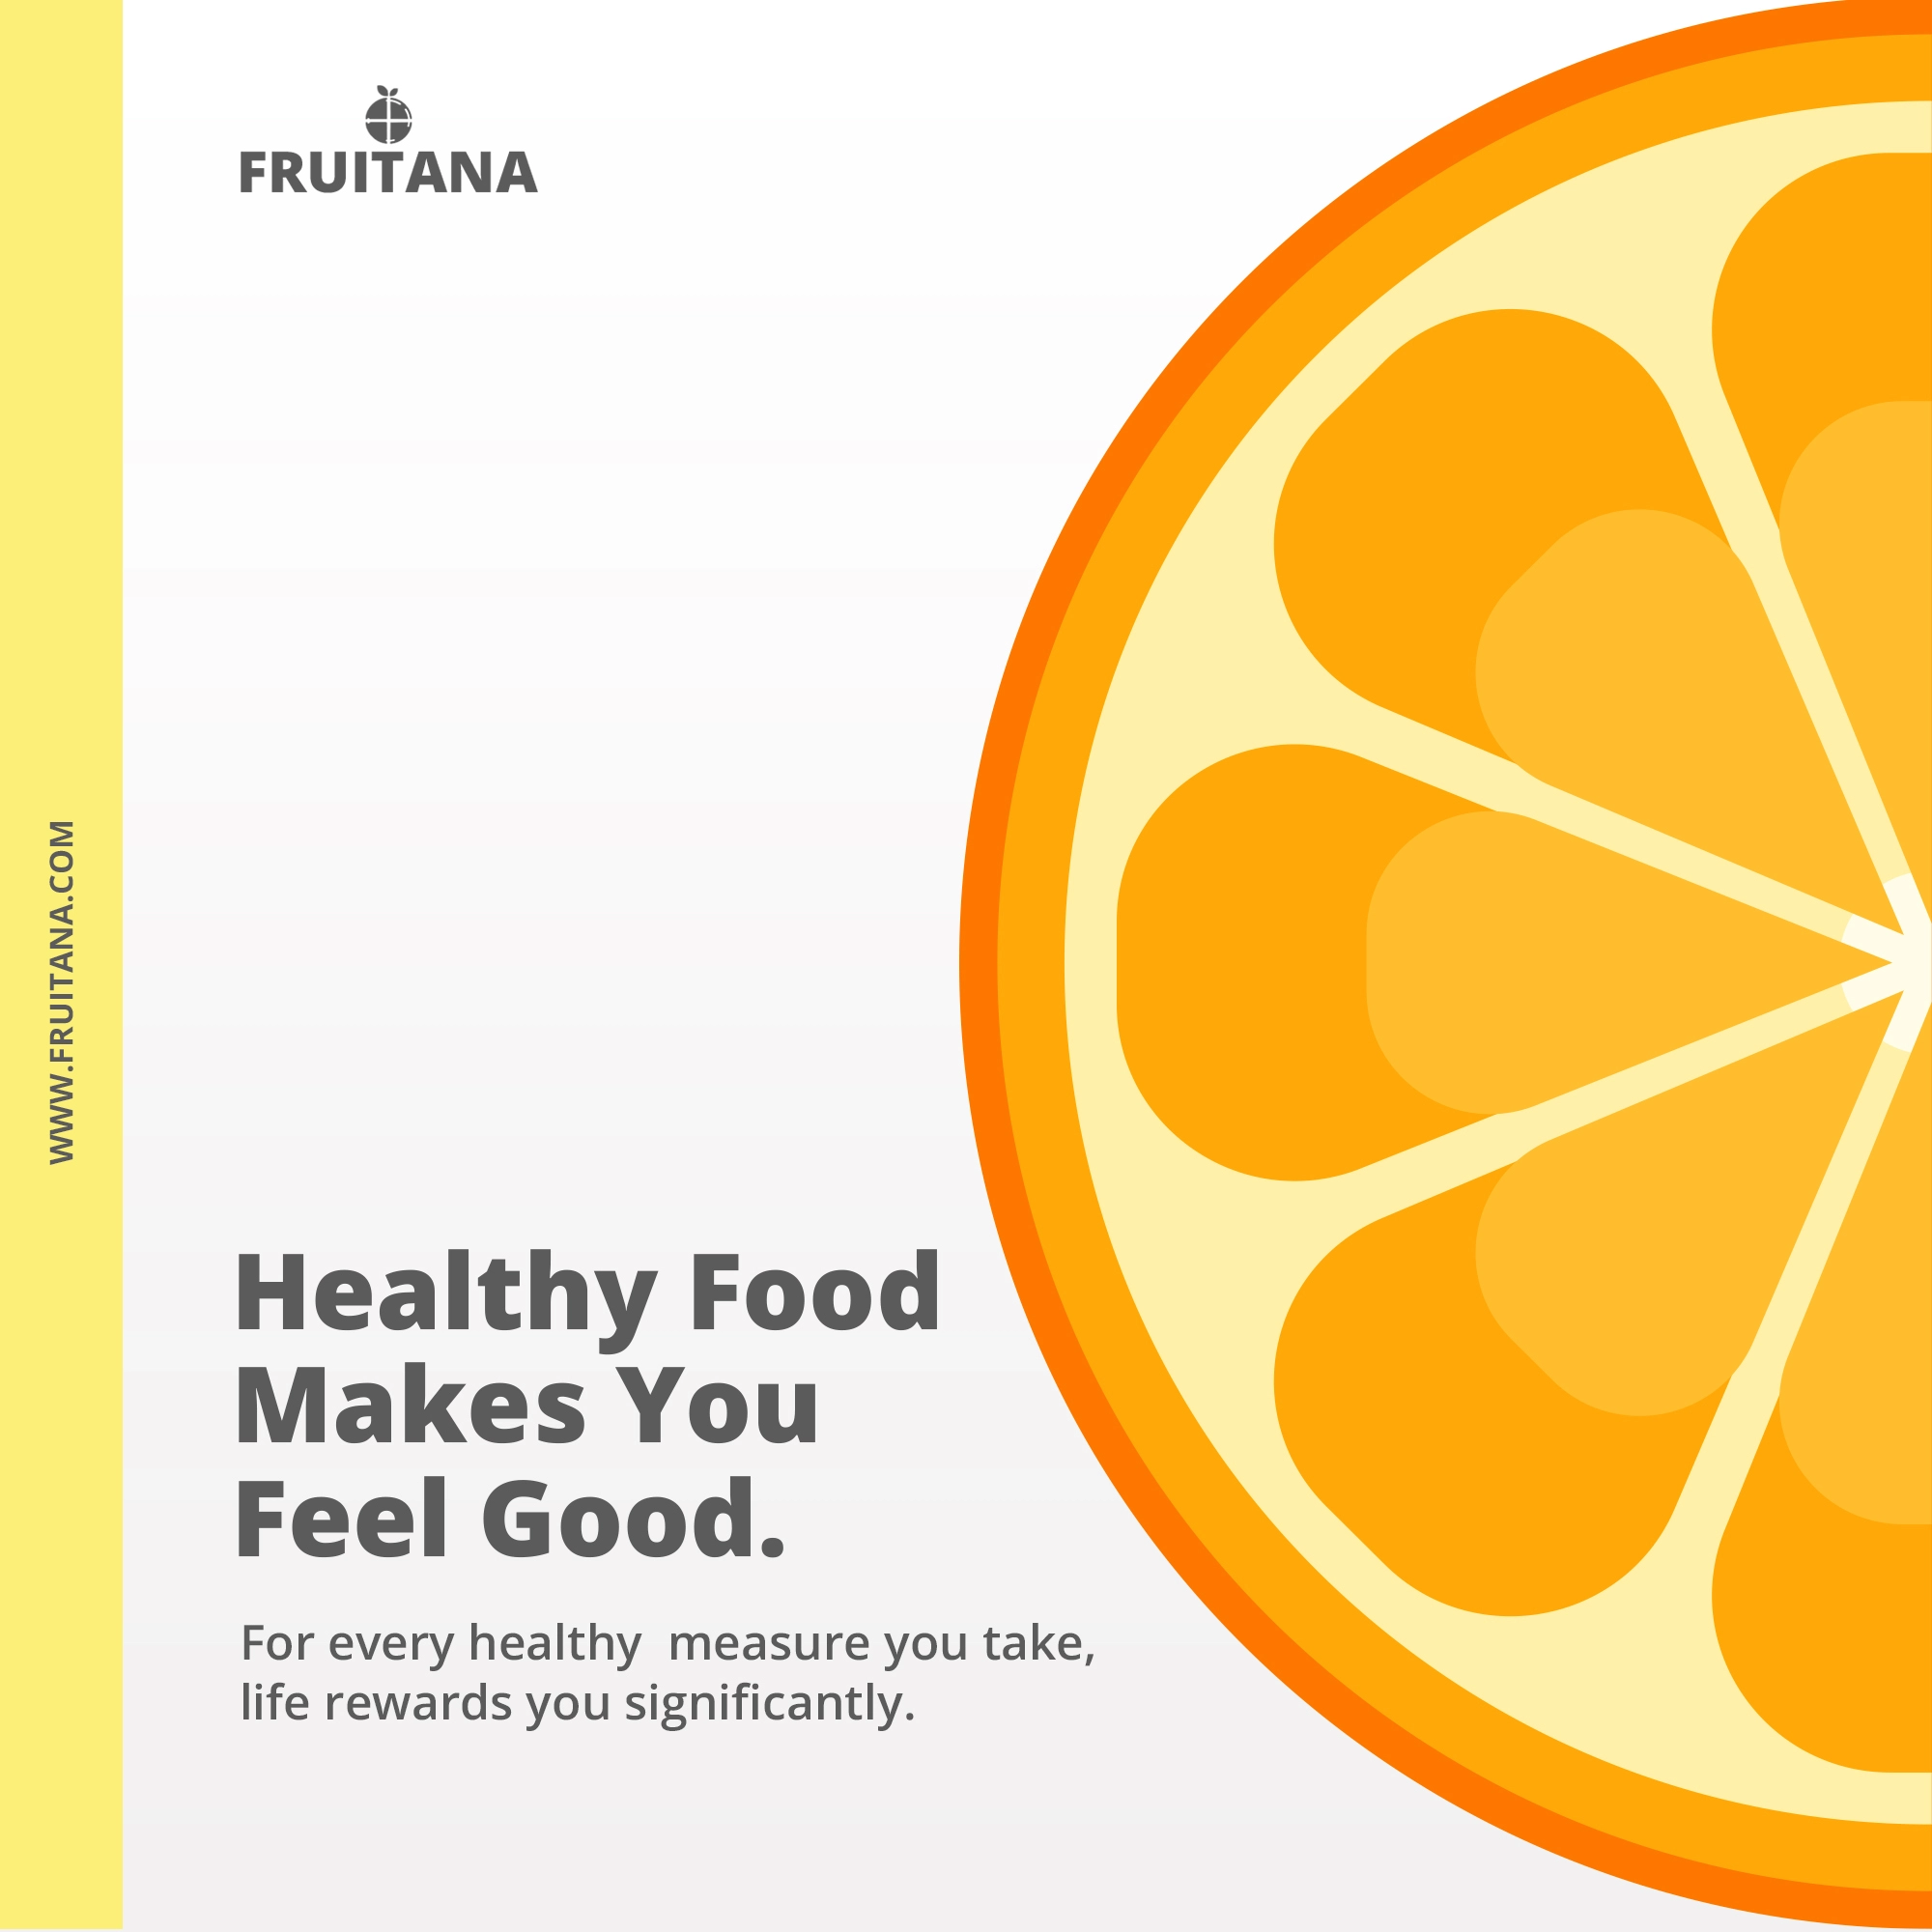 FRUITANA
WWW.FRUITANA.COM
Healthy Food
Makes You
Feel Good.
For every healthy  measure you take,
life rewards you significantly.